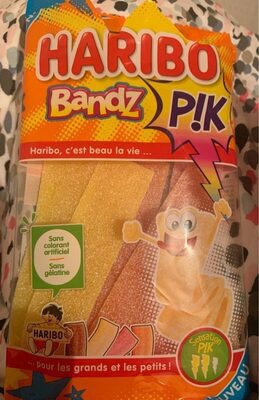 HARIBO
Bandz P!K
Haribo, c'est beau la vie ...
Sans
colorant
artificiel
Sans
gélatine
HARIBO
Sensation
P!K
... pour les grands et les petits !
NOUVEAU